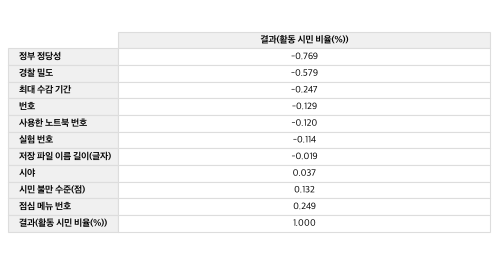 결과(활동 시민 비율(%))
정부 정당성 -0.769
경찰 밀도 -0.579
최대 수감 기간 -0.247
번호 -0.129
사용한 노트북 번호 -0.120
실험 번호 -0.114
저장 파일 이름 길이(글자) -0.019
시야 0.037
시민 불만 수준(점) 0.132
점심 메뉴 번호 0.249
결과(활동 시민 비율(%)) 1.000